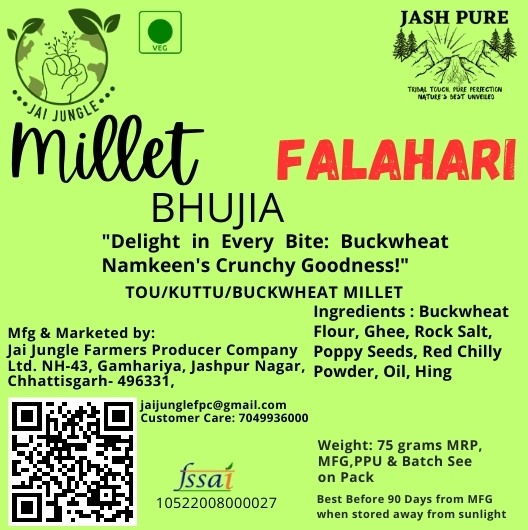 JAI JUNGLE
VEG
JASH PURE
TRIBAL TOUCH, PURE PERFECTION
NATURE'S BEST UNVEILED
Millet
FALAHARI
BHUJIA
"Delight in Every Bite: Buckwheat
Namkeen's Crunchy Goodness!"
TOU/KUTTU/BUCKWHEAT MILLET
Ingredients : Buckwheat
Flour, Ghee, Rock Salt,
Poppy Seeds, Red Chilly
Powder, Oil, Hing
Mfg & Marketed by:
Jai Jungle Farmers Producer Company
Ltd. NH-43, Gamhariya, Jashpur Nagar,
Chhattisgarh- 496331,
jaijunglefpc@gmail.com
Customer Care: 7049936000
fssai
10522008000027
Weight: 75 grams MRP,
MFG,PPU & Batch See
on Pack
Best Before 90 Days from MFG
when stored away from sunlight